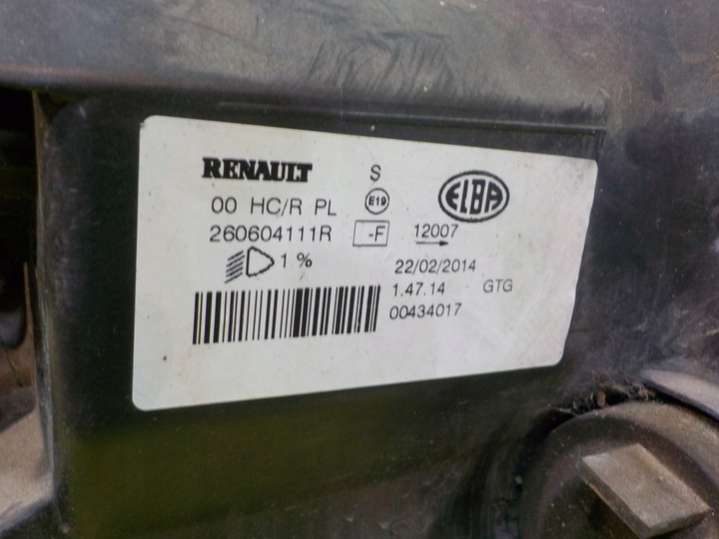 RENAULT S
00 HC/R PL E19 ELBA
260604111R -F 12007
1 % 22/02/2014
1.47.14 GTG
00434017